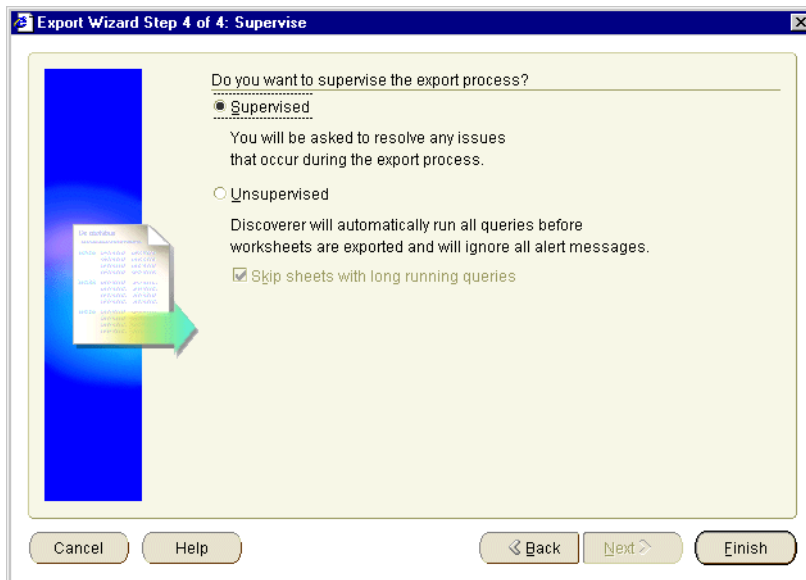 Export Wizard Step 4 of 4: Supervise
Do you want to supervise the export process?
Supervised
You will be asked to resolve any issues
that occur during the export process.
Unsupervised
Discoverer will automatically run all queries before
worksheets are exported and will ignore all alert messages.
Skip sheets with long running queries
Cancel
Help
Back
Next
Finish